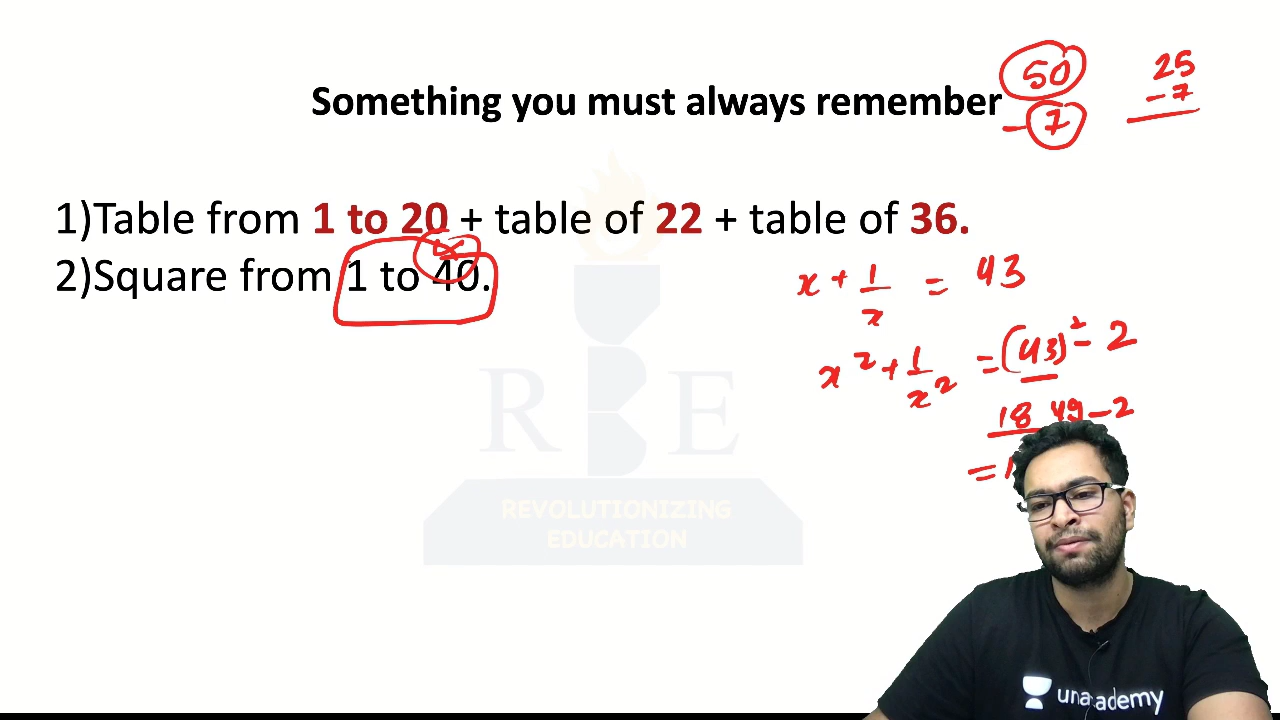 Something you must always remember
50
- 7
25
- 7
1)Table from 1 to 20 + table of 22 + table of 36.
2)Square from 1 to 40.
x + 1/x = 43
x² + 1/x² = (43)² - 2
1849 - 2
= 1
RBE
REVOLUTIONIZING
EDUCATION
unacademy